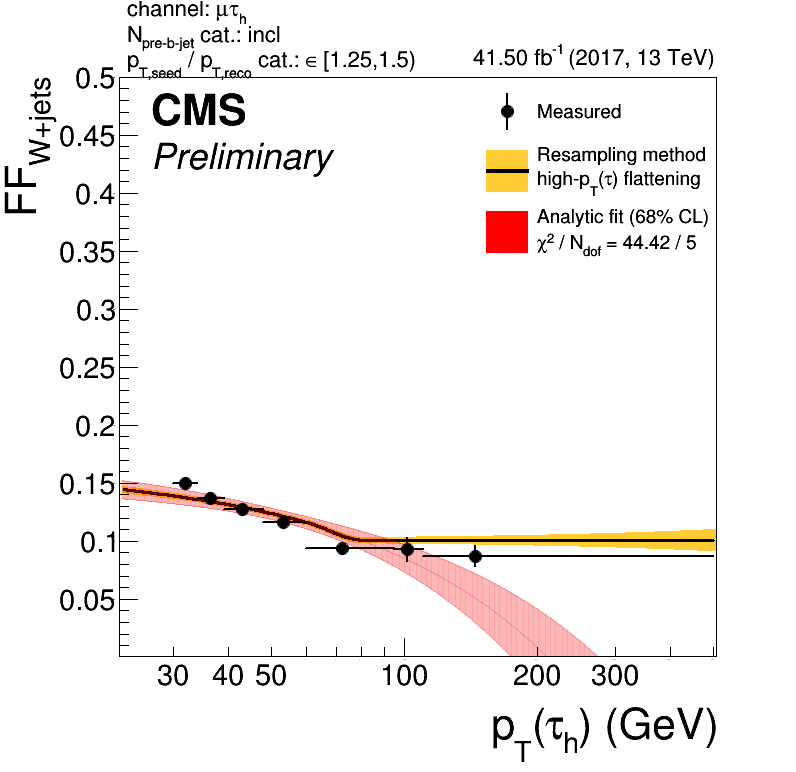 channel: μτh
Npre-b-jet cat.: incl
pT,seed / pT,reco cat.: ∈ [1.25,1.5)
41.50 fb-1 (2017, 13 TeV)
CMS
Preliminary
Measured
Resampling method
high-pT(τ) flattening
Analytic fit (68% CL)
χ2 / Ndof = 44.42 / 5
FFW+jets
0.5
0.45
0.4
0.35
0.3
0.25
0.2
0.15
0.1
0.05
30 40 50 100 200 300
pT(τh) (GeV)